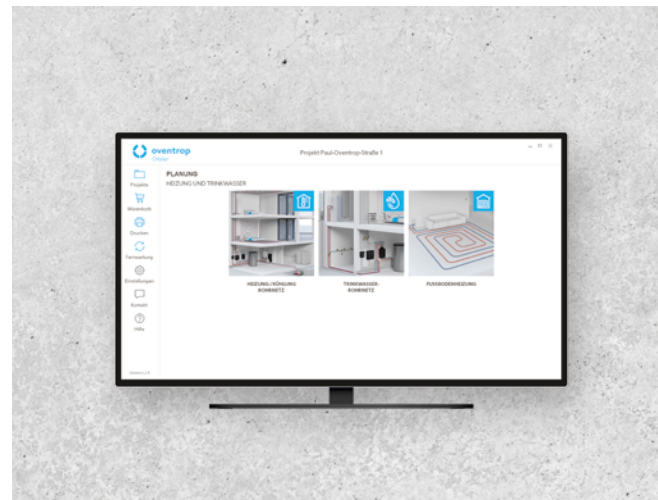 oventrop
Projekt Paul-Oventrop-Straße 1
PLANUNG
HEIZUNG UND TRINKWASSER
Projekte
Warenkorb
Drucken
Fernwartung
Einstellungen
Kontakt
Hilfe
HEIZUNG-/KÜHLUNG
ROHRNETZ
TRINKWASSER-
ROHRNETZ
FUSSBODENHEIZUNG